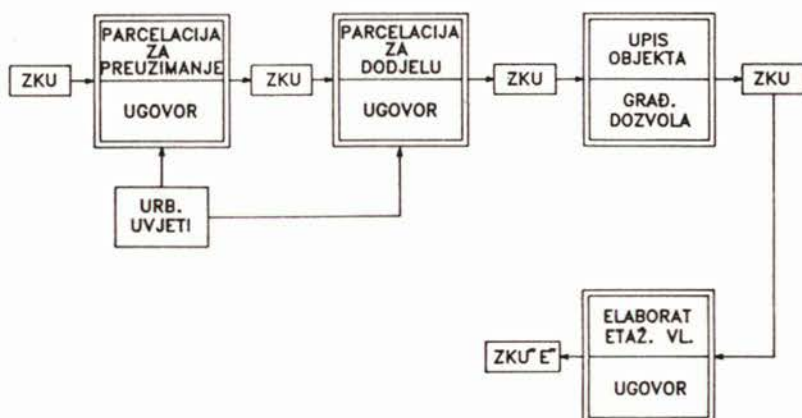 ZKU
PARCELACIJA
ZA
PREUZIMANJE
UGOVOR
ZKU
PARCELACIJA
ZA
DODJELU
UGOVOR
ZKU
UPIS
OBJEKTA
GRAĐ.
DOZVOLA
ZKU
URB.
UVJETI
ELABORAT
ETAŽ. VL.
UGOVOR
ZKU"E"